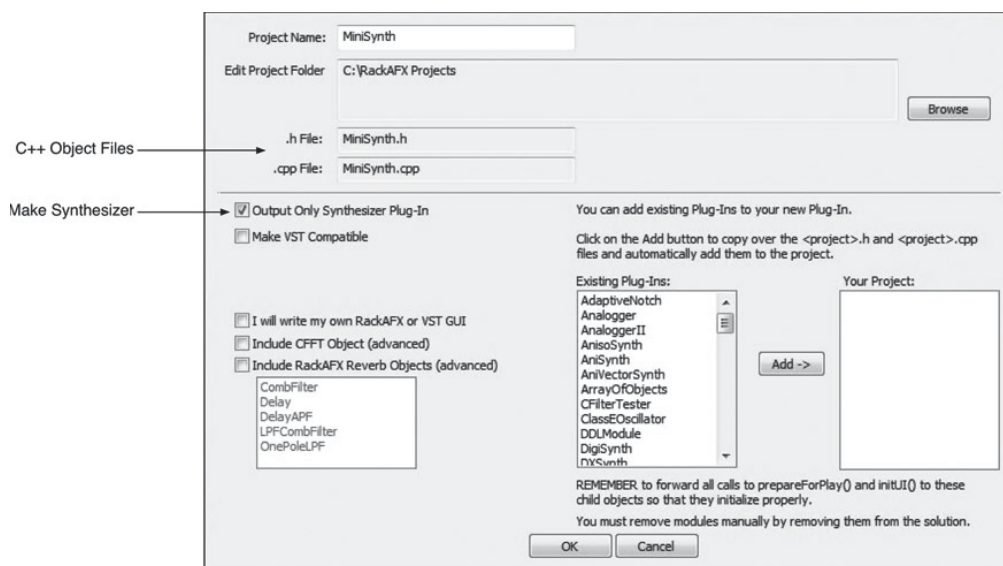 Project Name: MiniSynth
Edit Project Folder C:\RackAFX Projects
Browse
C++ Object Files
.h File: MiniSynth.h
.cpp File: MiniSynth.cpp
Make Synthesizer
Output Only Synthesizer Plug-In
Make VST Compatible
I will write my own RackAFX or VST GUI
Include CFFT Object (advanced)
Include RackAFX Reverb Objects (advanced)
CombFilter
Delay
DelayAPF
LPFCombFilter
OnePoleLPF
You can add existing Plug-Ins to your new Plug-In.
Click on the Add button to copy over the <project>.h and <project>.cpp
files and automatically add them to the project.
Existing Plug-Ins:
AdaptiveNotch
Analogger
AnaloggerII
AnisoSynth
AniSynth
AniVectorSynth
ArrayOfObjects
CFilterTester
ClassEOscillator
DDLModule
DigiSynth
DXSynth
Add ->
Your Project:
REMEMBER to forward all calls to prepareForPlay() and initUI() to these
child objects so that they initialize properly.
You must remove modules manually by removing them from the solution.
OK
Cancel